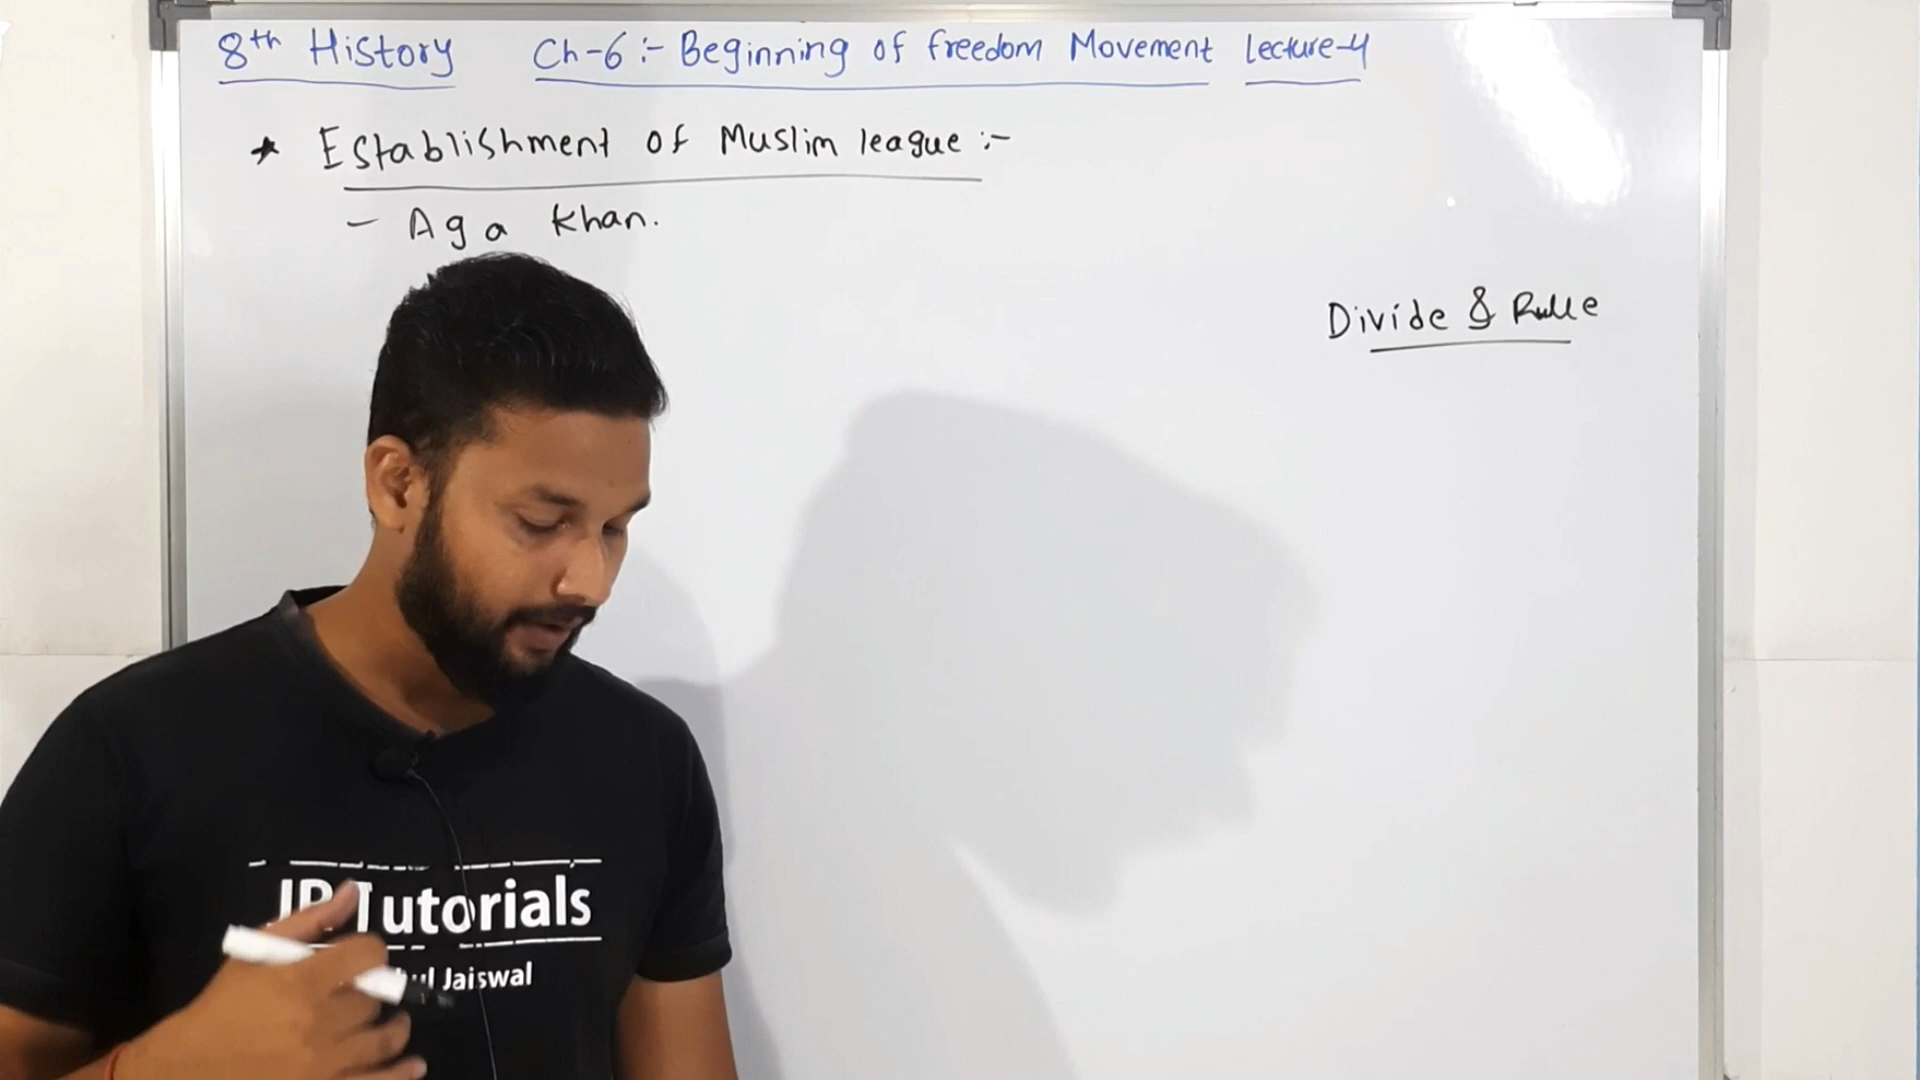 8th History Ch-6:- Beginning of freedom Movement Lecture-4
* Establishment of Muslim league :-
- Aga Khan.
Divide & Rule
Tutorials
Jaiswal